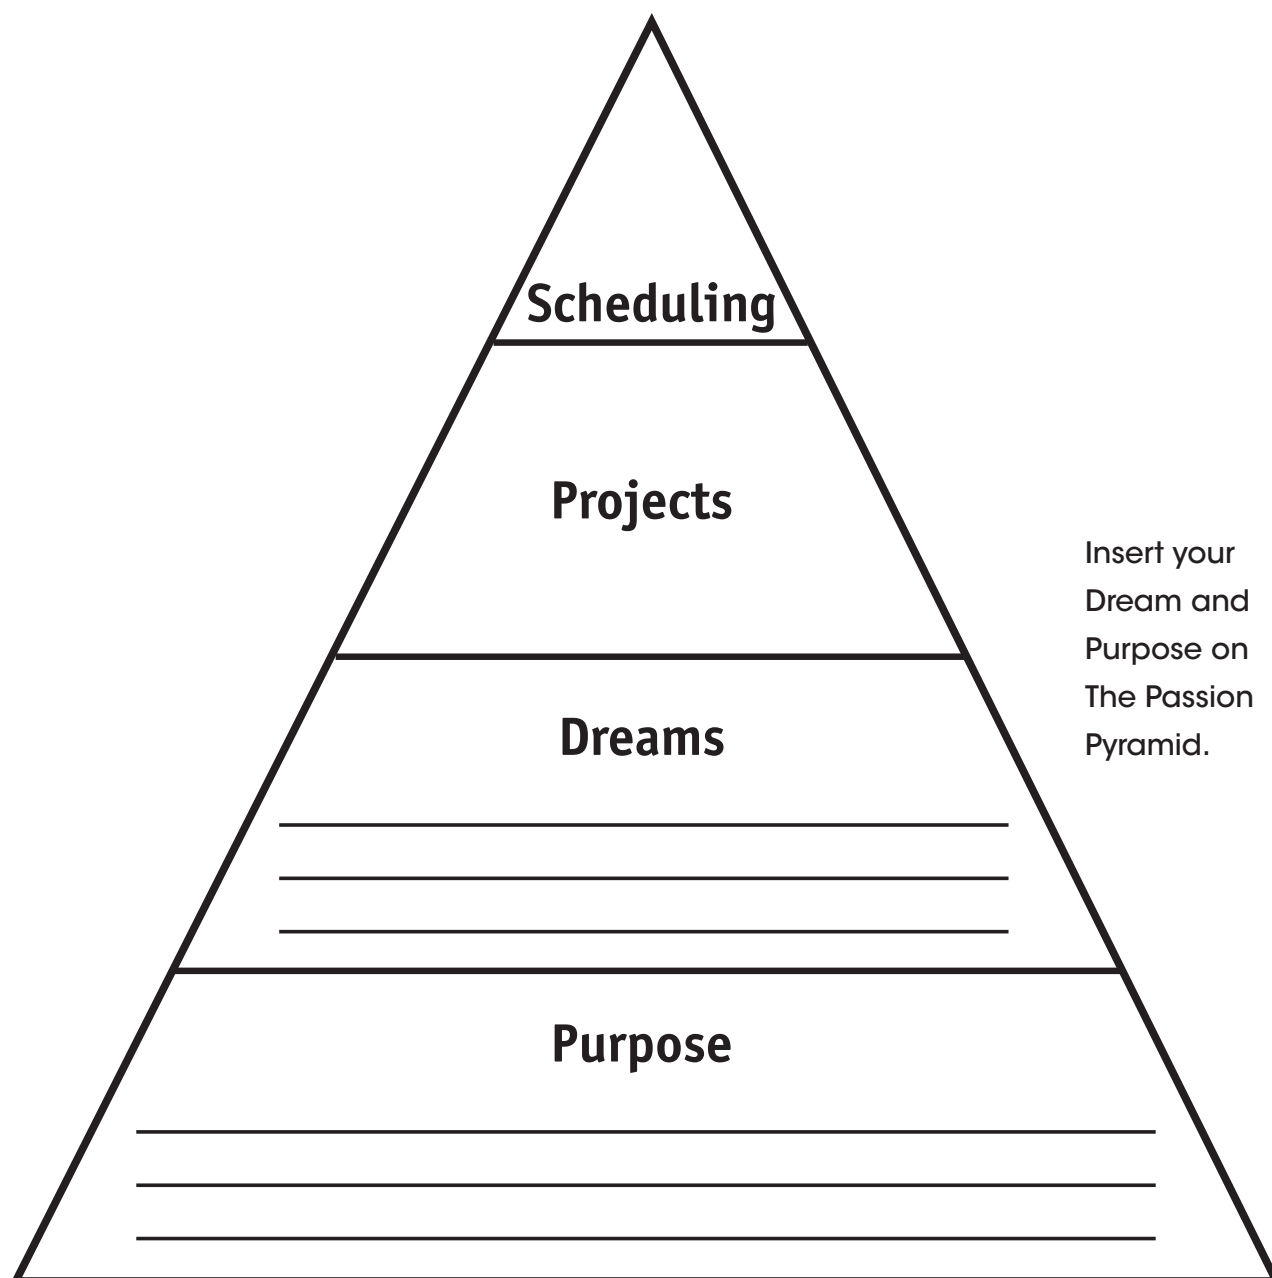 Scheduling
Projects
Insert your
Dream and
Purpose on
The Passion
Pyramid.
Dreams
Purpose